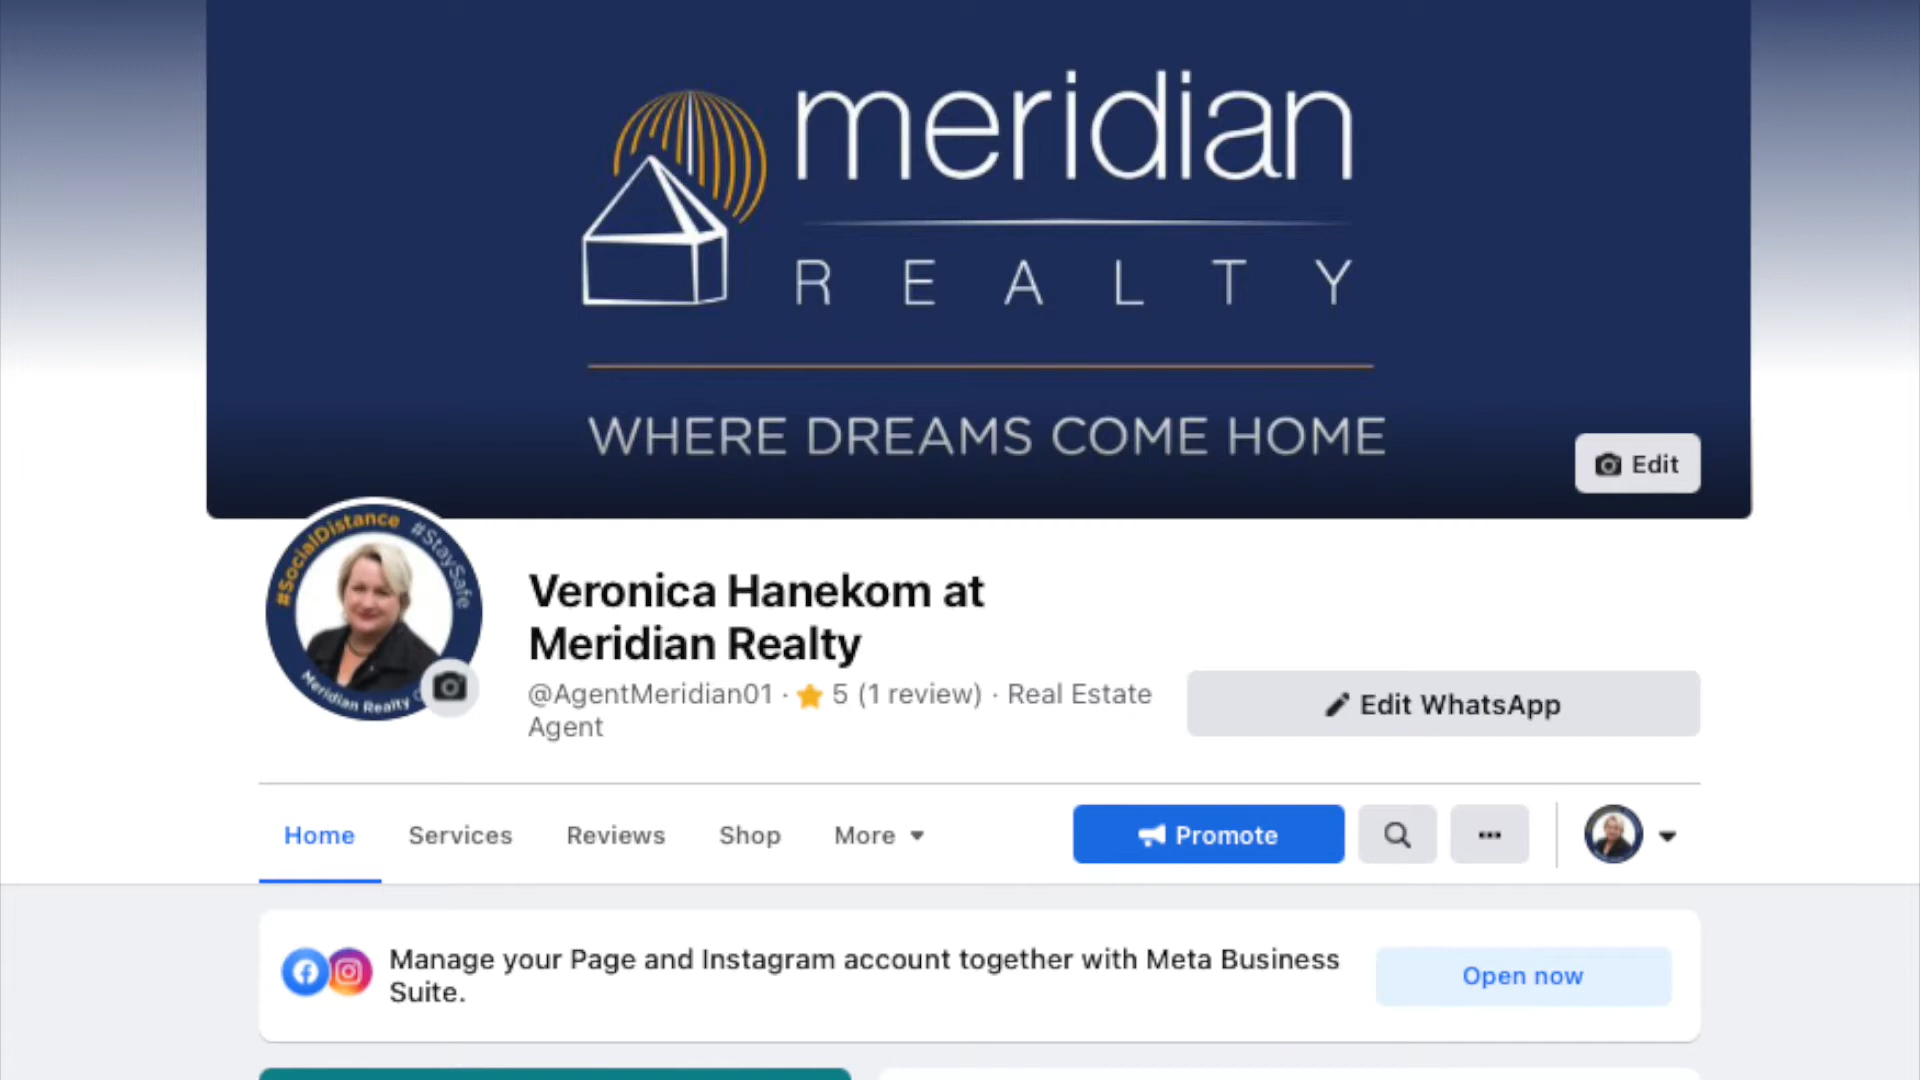 meridian
REALTY
WHERE DREAMS COME HOME
Edit
#SocialDistance #StaySafe
Meridian Realty
Veronica Hanekom at
Meridian Realty
@AgentMeridian01 · 5 (1 review) · Real Estate
Agent
Edit WhatsApp
Home Services Reviews Shop More Promote
Manage your Page and Instagram account together with Meta Business
Suite.
Open now